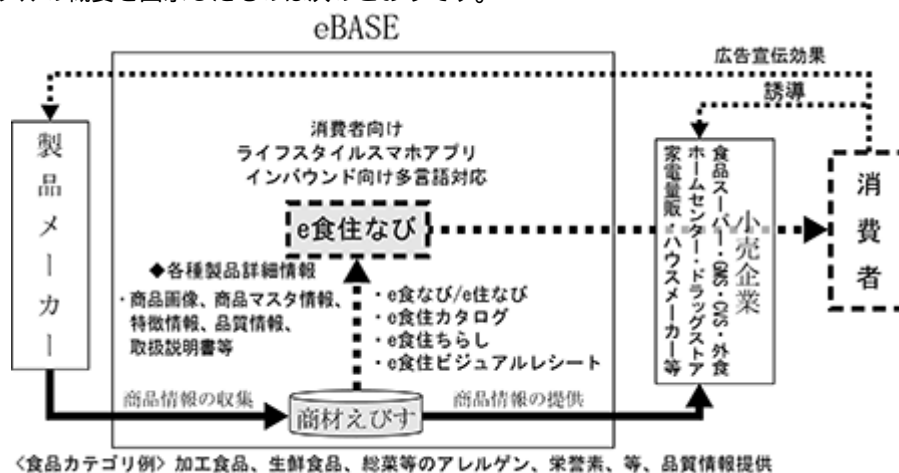 eBASE
広告宣伝効果
誘導
製品メーカー
消費者向け
ライフスタイルスマホアプリ
インバウンド向け多言語対応
e食住なび
◆各種製品詳細情報
・商品画像、商品マスタ情報、
特徴情報、品質情報、
取扱説明書等
・e食なび/e住なび
・e食住カタログ
・e食住ちらし
・e食住ビジュアルレシート
小売企業
食品スーパー・GMS・CVS・外食
ホームセンター・ドラッグストア
家電量販・ハウスメーカー等
消費者
商品情報の収集
商材えびす
商品情報の提供
〈食品カテゴリ例〉加工食品、生鮮食品、総菜等のアレルゲン、栄養素、等、品質情報提供